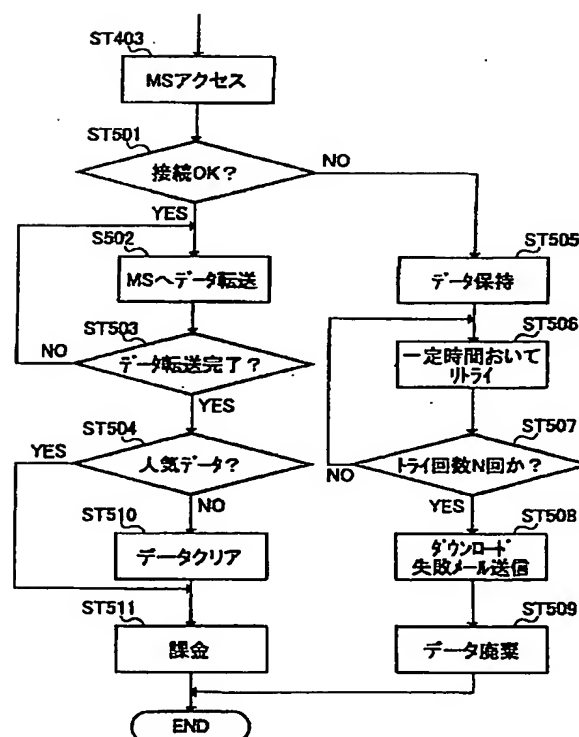 ST403
MSアクセス
ST501
接続OK?
NO
YES
S502
MSへデータ転送
ST503
データ転送完了?
NO
YES
ST504
人気データ?
YES
NO
ST510
データクリア
ST511
課金
END
ST505
データ保持
ST506
一定時間おいて
リトライ
ST507
トライ回数N回か?
NO
YES
ST508
ダウンロード
失敗メール送信
ST509
データ廃棄